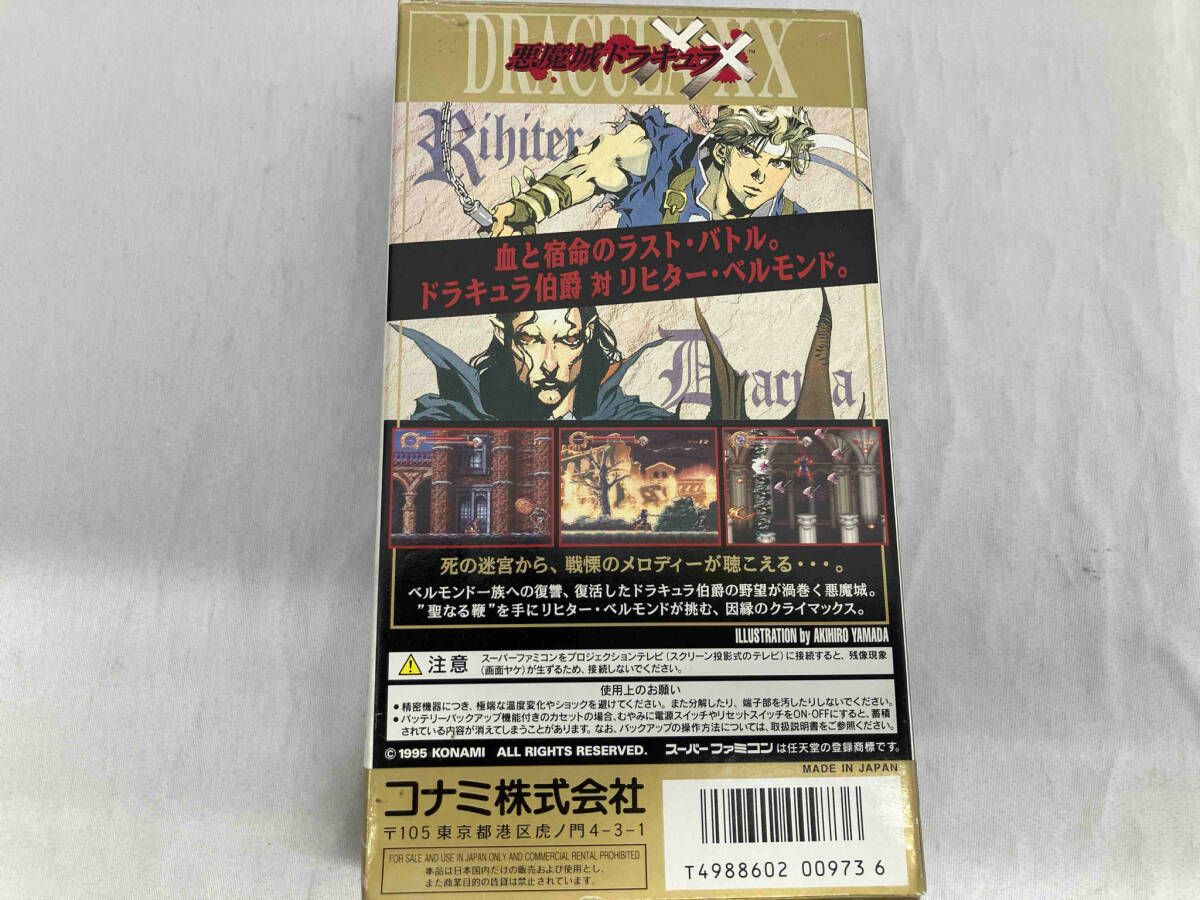 DRACULA XX
悪魔城ドラキュラXX™
Rihiter
血と宿命のラスト・バトル。
ドラキュラ伯爵 対 リヒター・ベルモンド。
Dracula
死の迷宮から、戦慄のメロディーが聴こえる・・・。
ベルモンド一族への復讐、復活したドラキュラ伯爵の野望が渦巻く悪魔城。
"聖なる鞭"を手にリヒター・ベルモンドが挑む、因縁のクライマックス。
ILLUSTRATION by AKIHIRO YAMADA
注意 スーパーファミコンをプロジェクションテレビ(スクリーン投影式のテレビ)に接続すると、残像現象
(画面ヤケ)が生ずるため、接続しないでください。
使用上のお願い
●精密機器につき、極端な温度変化やショックを避けてください。また分解したり、端子部を汚したりしないでください。
●バッテリーバックアップ機能付きのカセットの場合、むやみに電源スイッチやリセットスイッチをON・OFFにすると、蓄積
されている内容が消えてしまうことがあります。なお、バックアップの操作方法については、取扱説明書をご参照ください。
©1995 KONAMI ALL RIGHTS RESERVED. スーパーファミコン は任天堂の登録商標です。
MADE IN JAPAN
コナミ株式会社
〒105 東京都港区虎ノ門4-3-1
FOR SALE AND USE IN JAPAN ONLY AND COMMERCIAL RENTAL PROHIBITED.
本品は日本国内だけの販売および使用とし、
また商業目的の賃貸は禁止されています。
T4988602 00973 6